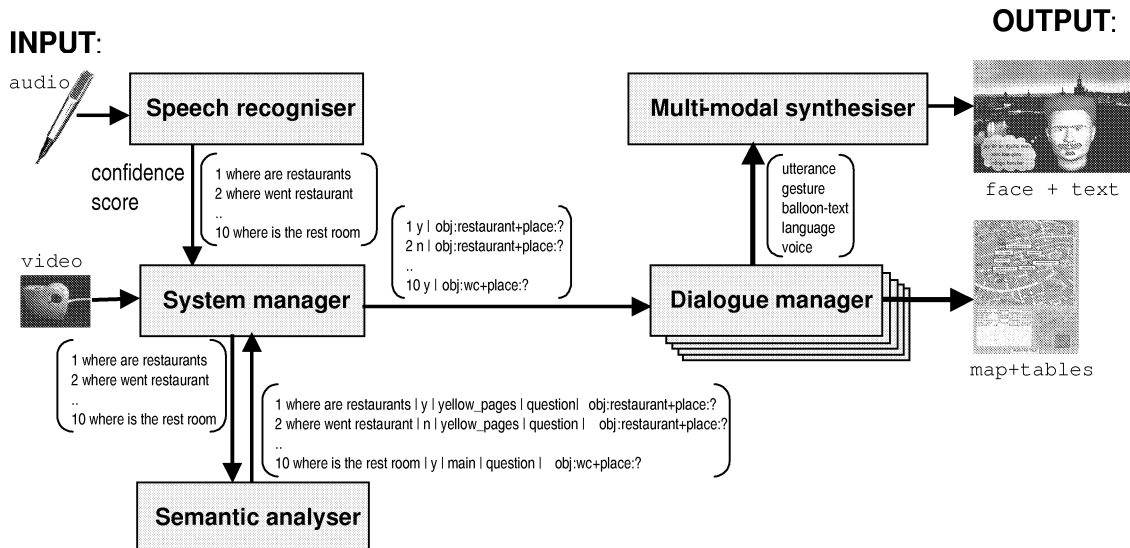 INPUT:
OUTPUT:
audio
Speech recogniser
Multi-modal synthesiser
face + text
confidence
score
1 where are restaurants
2 where went restaurant
..
10 where is the rest room
utterance
gesture
balloon-text
language
voice
1 y | obj:restaurant+place:?
2 n | obj:restaurant+place:?
..
10 y | obj:wc+place:?
video
System manager
Dialogue manager
map+tables
1 where are restaurants
2 where went restaurant
..
10 where is the rest room
1 where are restaurants | y | yellow_pages | question| obj:restaurant+place:?
2 where went restaurant | n | yellow_pages | question | obj:restaurant+place:?
..
10 where is the rest room | y | main | question | obj:wc+place:?
Semantic analyser